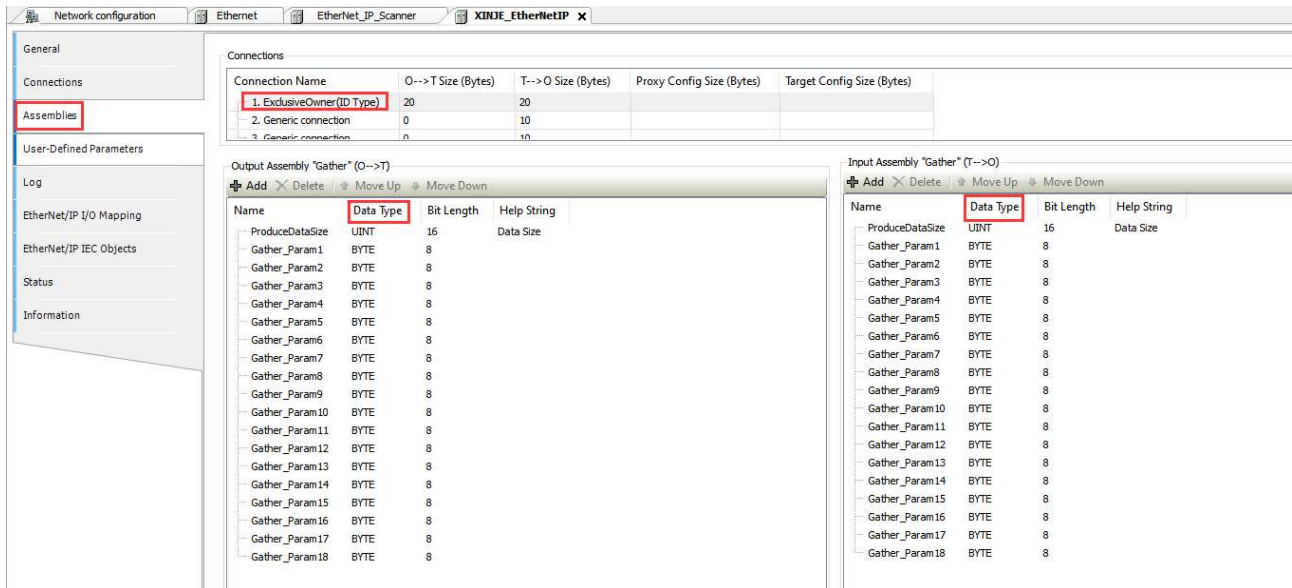 Network configuration Ethernet EtherNet_IP_Scanner XINJE_EtherNetIP X
General
Connections
Assemblies
User-Defined Parameters
Log
EtherNet/IP I/O Mapping
EtherNet/IP IEC Objects
Status
Information
Connections
Connection Name O-->T Size (Bytes) T-->O Size (Bytes) Proxy Config Size (Bytes) Target Config Size (Bytes)
1. ExclusiveOwner(ID Type) 20 20
2. Generic connection 0 10
3. Generic connection 0 10
Output Assembly "Gather" (O-->T)
Add Delete Move Up Move Down
Name Data Type Bit Length Help String
ProduceDataSize UINT 16 Data Size
Gather_Param1 BYTE 8
Gather_Param2 BYTE 8
Gather_Param3 BYTE 8
Gather_Param4 BYTE 8
Gather_Param5 BYTE 8
Gather_Param6 BYTE 8
Gather_Param7 BYTE 8
Gather_Param8 BYTE 8
Gather_Param9 BYTE 8
Gather_Param10 BYTE 8
Gather_Param11 BYTE 8
Gather_Param12 BYTE 8
Gather_Param13 BYTE 8
Gather_Param14 BYTE 8
Gather_Param15 BYTE 8
Gather_Param16 BYTE 8
Gather_Param17 BYTE 8
Gather_Param18 BYTE 8
Input Assembly "Gather" (T-->O)
Add Delete Move Up Move Down
Name Data Type Bit Length Help String
ProduceDataSize UINT 16 Data Size
Gather_Param1 BYTE 8
Gather_Param2 BYTE 8
Gather_Param3 BYTE 8
Gather_Param4 BYTE 8
Gather_Param5 BYTE 8
Gather_Param6 BYTE 8
Gather_Param7 BYTE 8
Gather_Param8 BYTE 8
Gather_Param9 BYTE 8
Gather_Param10 BYTE 8
Gather_Param11 BYTE 8
Gather_Param12 BYTE 8
Gather_Param13 BYTE 8
Gather_Param14 BYTE 8
Gather_Param15 BYTE 8
Gather_Param16 BYTE 8
Gather_Param17 BYTE 8
Gather_Param18 BYTE 8